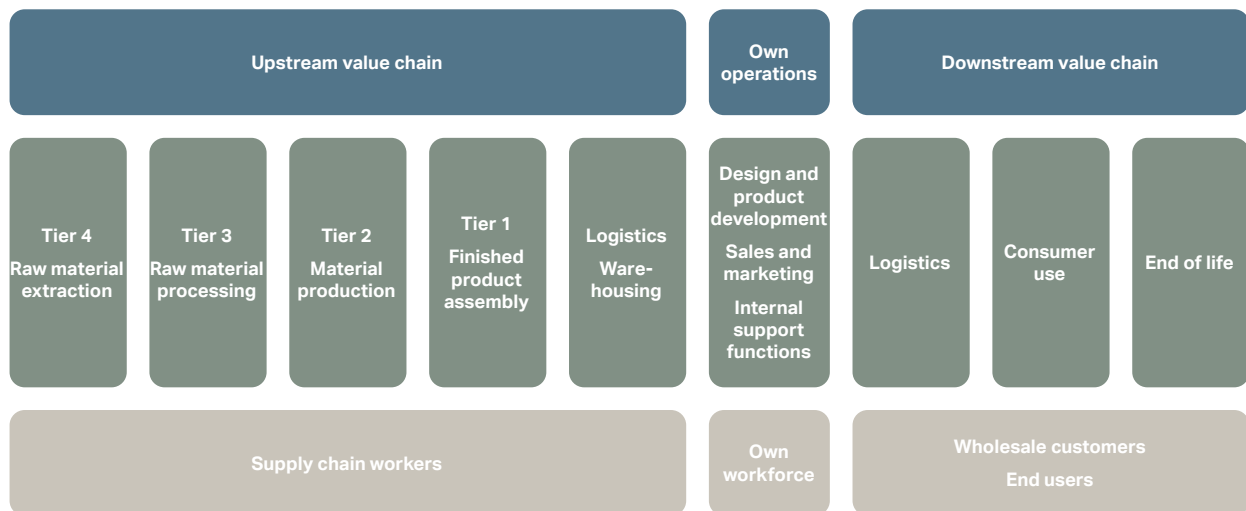 Upstream value chain
Own
operations
Downstream value chain
Tier 4
Raw material
extraction
Tier 3
Raw material
processing
Tier 2
Material
production
Tier 1
Finished
product
assembly
Logistics
Ware-
housing
Design and
product
development
Sales and
marketing
Internal
support
functions
Logistics
Consumer
use
End of life
Supply chain workers
Own
workforce
Wholesale customers
End users